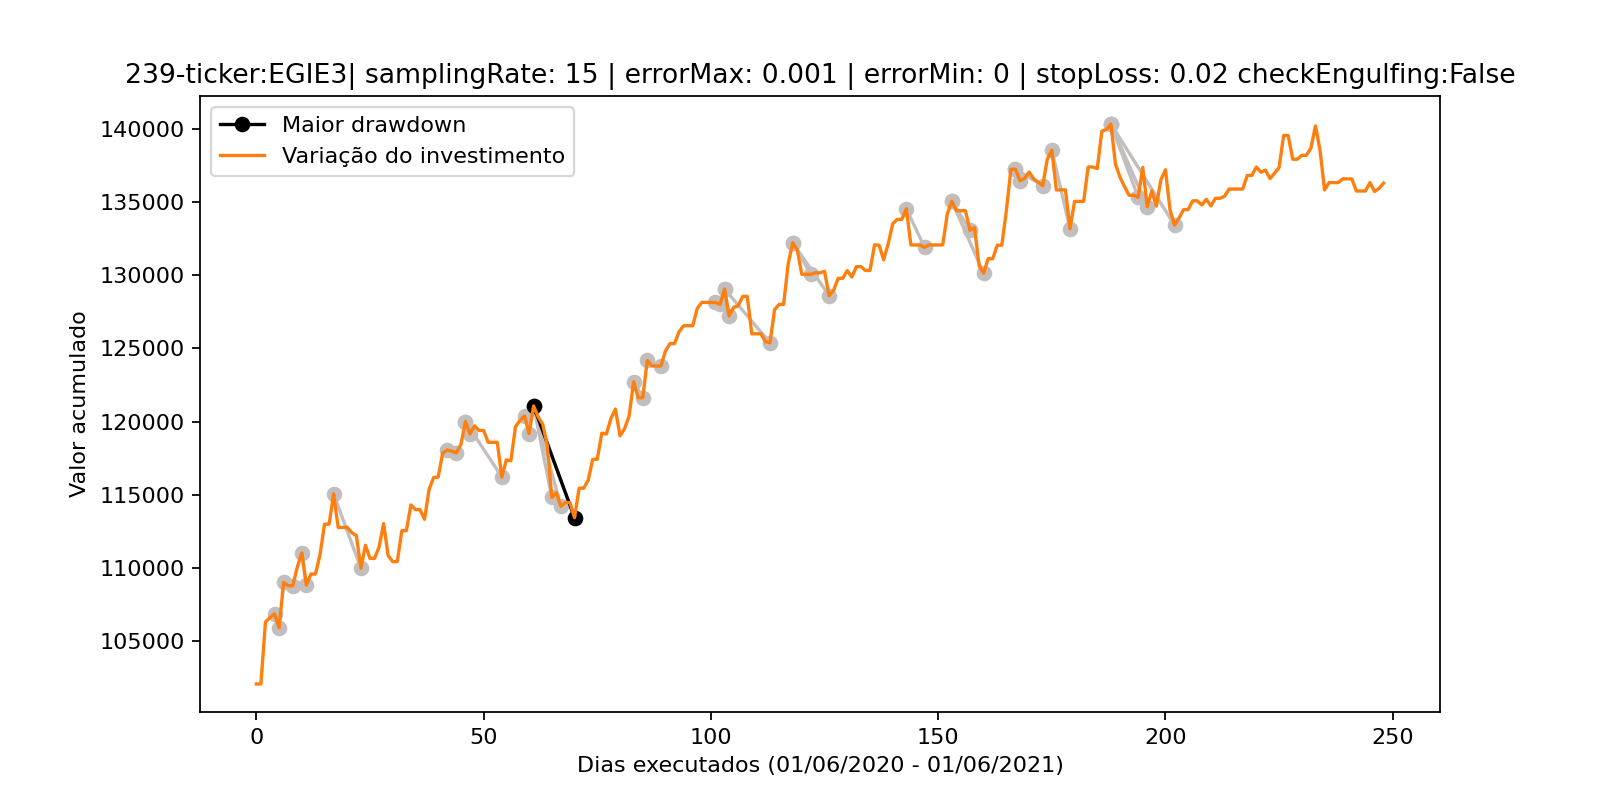 239-ticker:EGIE3| samplingRate: 15 | errorMax: 0.001 | errorMin: 0 | stopLoss: 0.02 checkEngulfing:False
Maior drawdown
Variação do investimento
Valor acumulado
140000
135000
130000
125000
120000
115000
110000
105000
0 50 100 150 200 250
Dias executados (01/06/2020 - 01/06/2021)